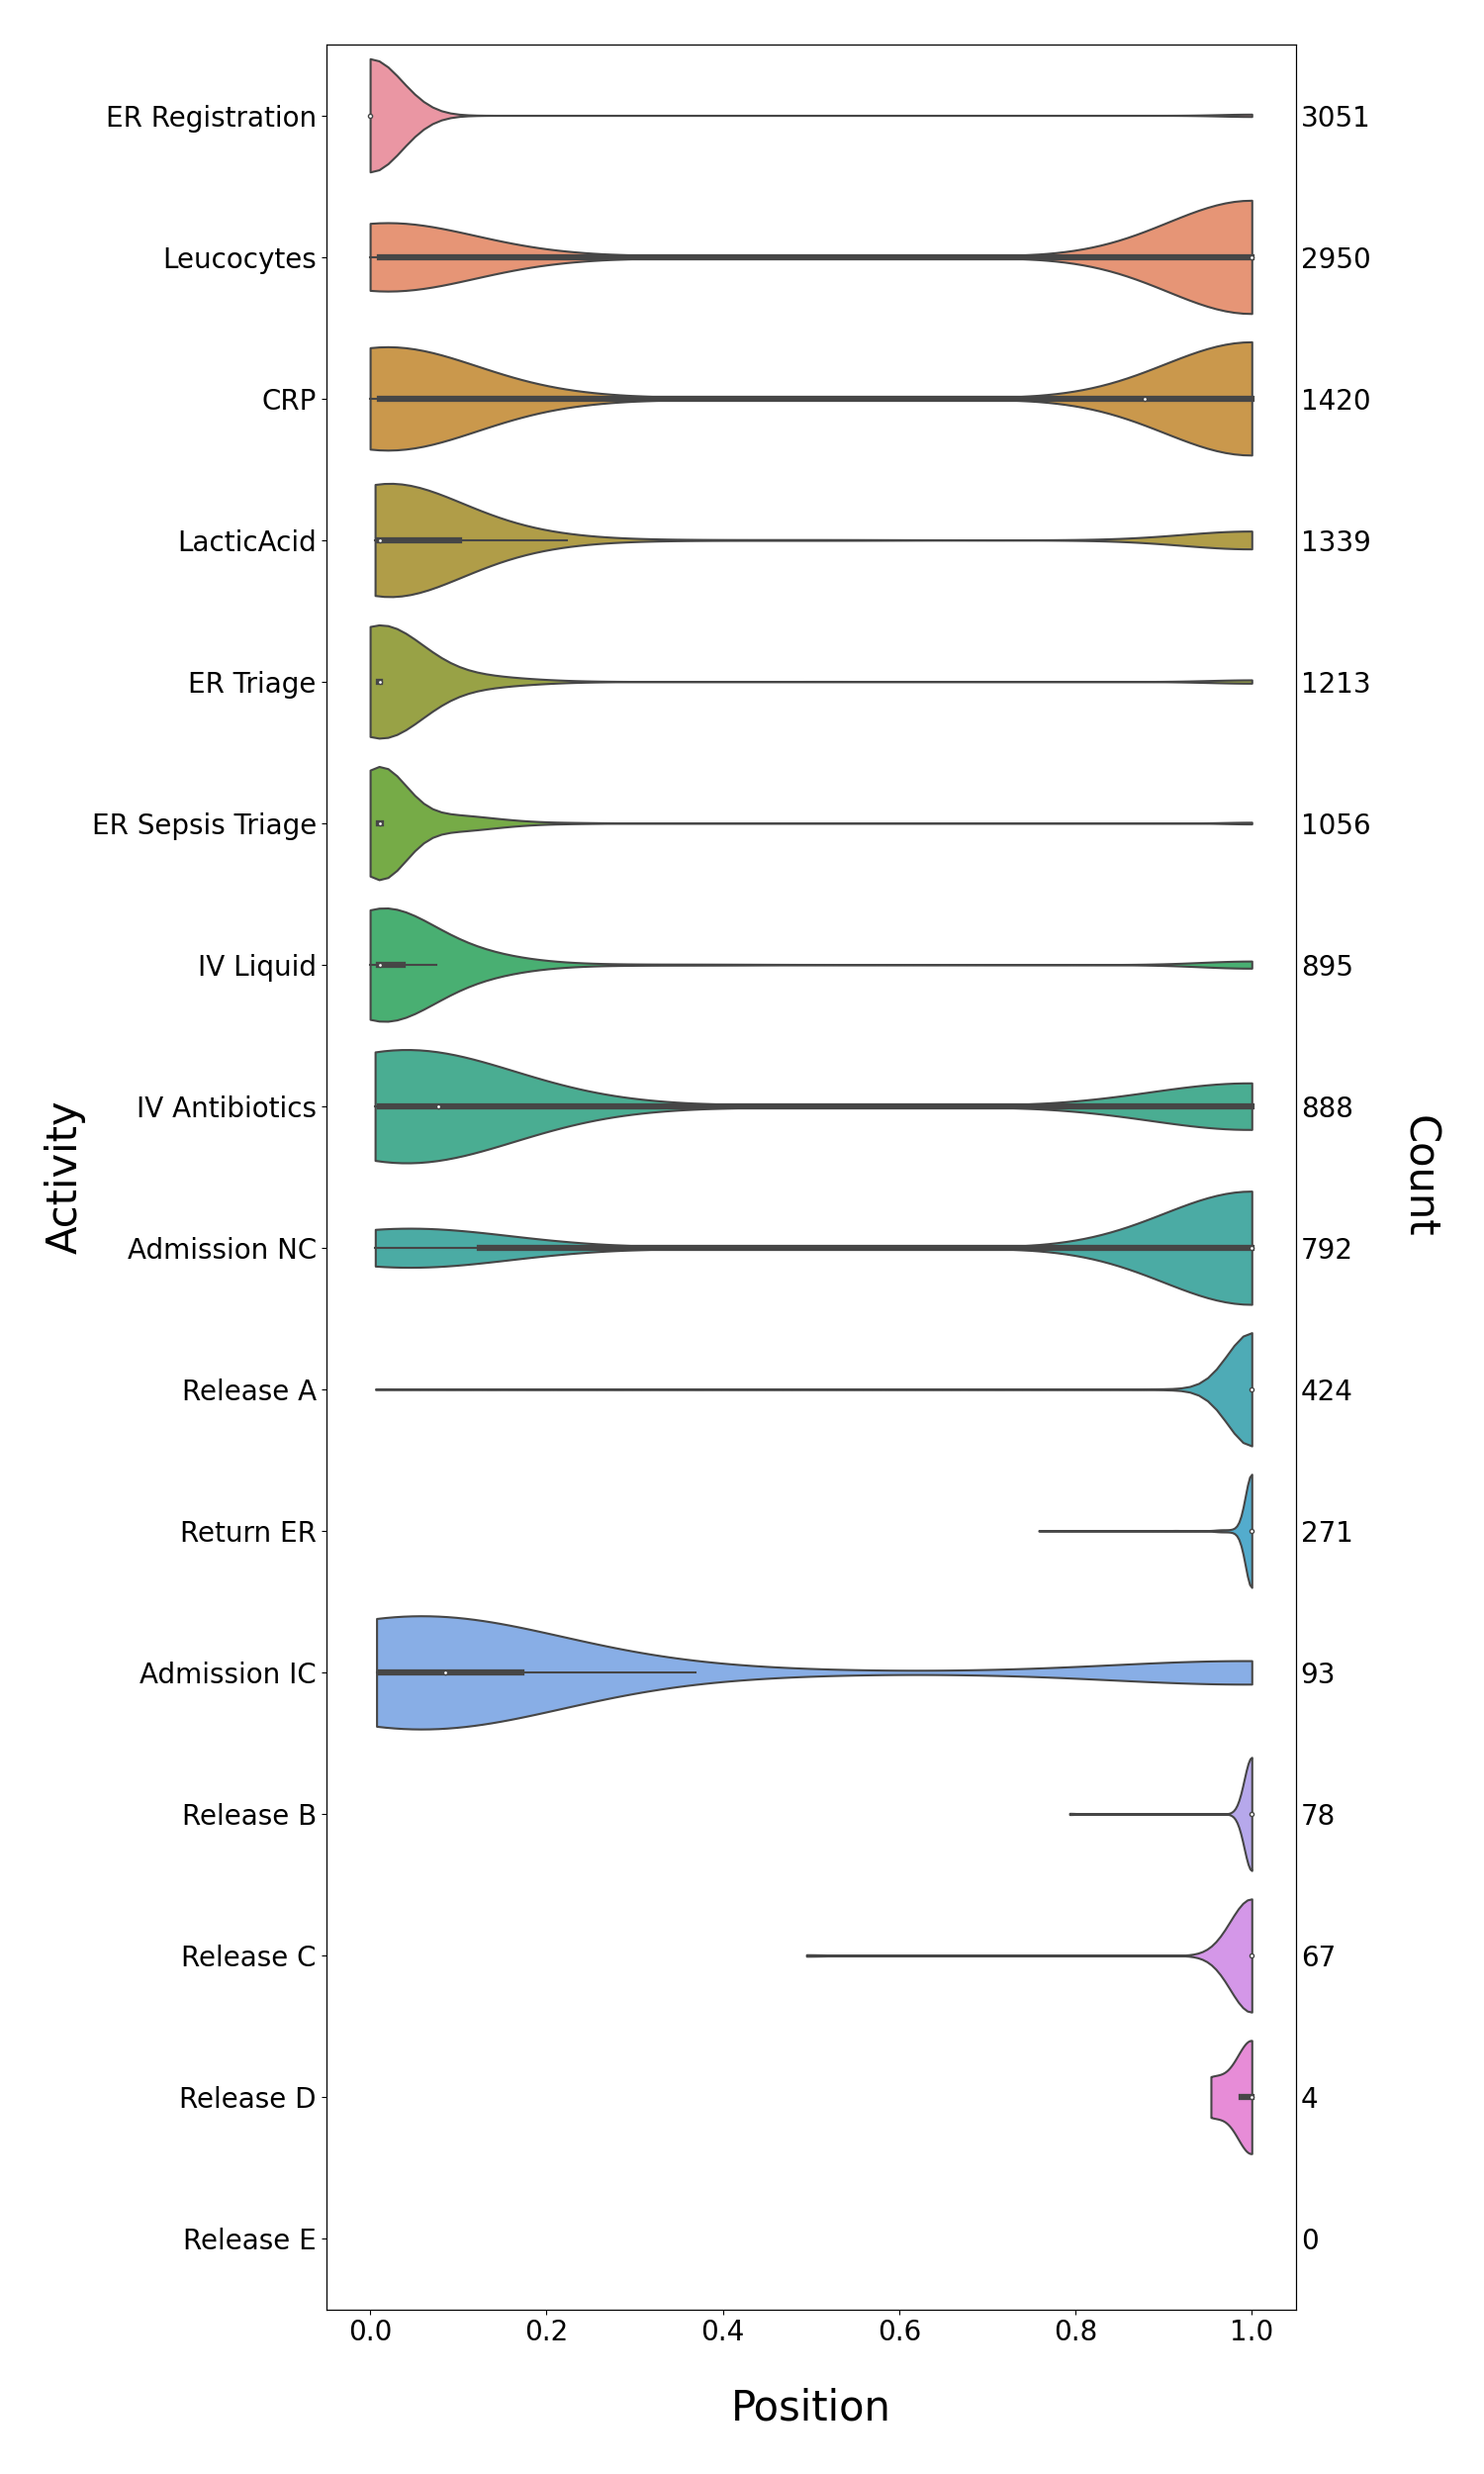 ER Registration 3051
Leucocytes 2950
CRP 1420
LacticAcid 1339
ER Triage 1213
ER Sepsis Triage 1056
IV Liquid 895
IV Antibiotics 888
Activity
Count
Admission NC 792
Release A 424
Return ER 271
Admission IC 93
Release B 78
Release C 67
Release D 4
Release E 0
0.0 0.2 0.4 0.6 0.8 1.0
Position